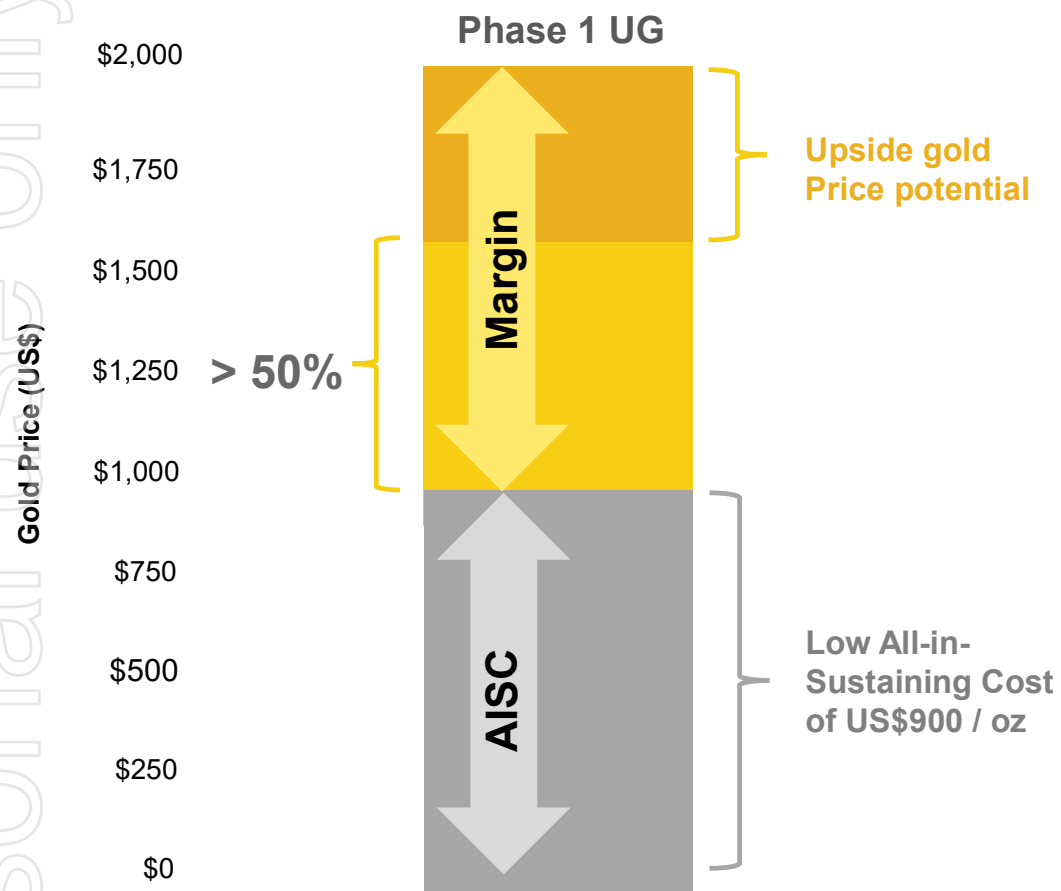 Phase 1 UG
$2,000
$1,750
$1,500
$1,250
$1,000
$750
$500
$250
$0
Gold Price (US$)
> 50%
Margin
AISC
Upside gold
Price potential
Low All-in-
Sustaining Cost
of US$900 / oz